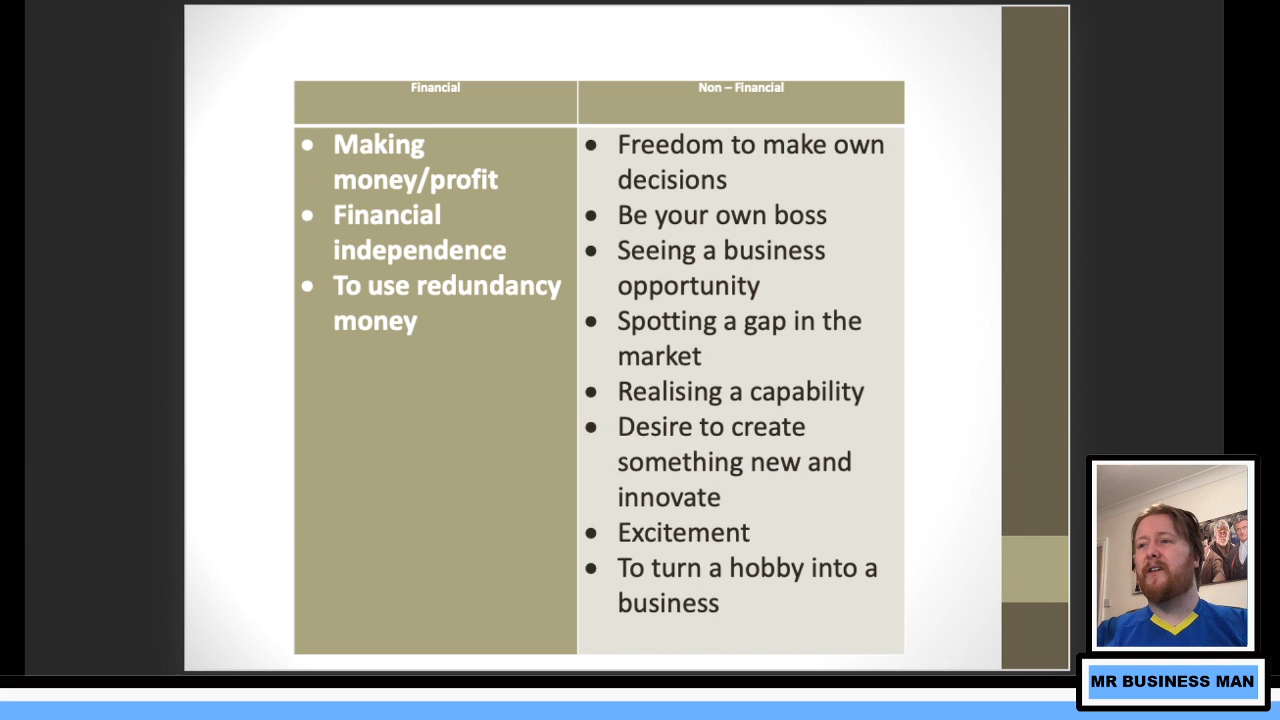 Financial
Non – Financial
• Making
money/profit
• Financial
independence
• To use redundancy
money
• Freedom to make own
decisions
• Be your own boss
• Seeing a business
opportunity
• Spotting a gap in the
market
• Realising a capability
• Desire to create
something new and
innovate
• Excitement
• To turn a hobby into a
business
MR BUSINESS MAN